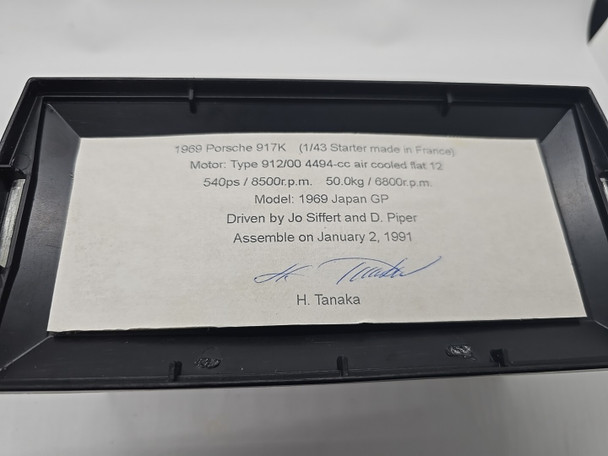 1969 Porsche 917K (1/43 Starter made in France)
Motor: Type 912/00 4494-cc air cooled flat 12
540ps / 8500r.p.m. 50.0kg / 6800r.p.m.
Model: 1969 Japan GP
Driven by Jo Siffert and D. Piper
Assemble on January 2, 1991
H. Tanaka
H. Tanaka